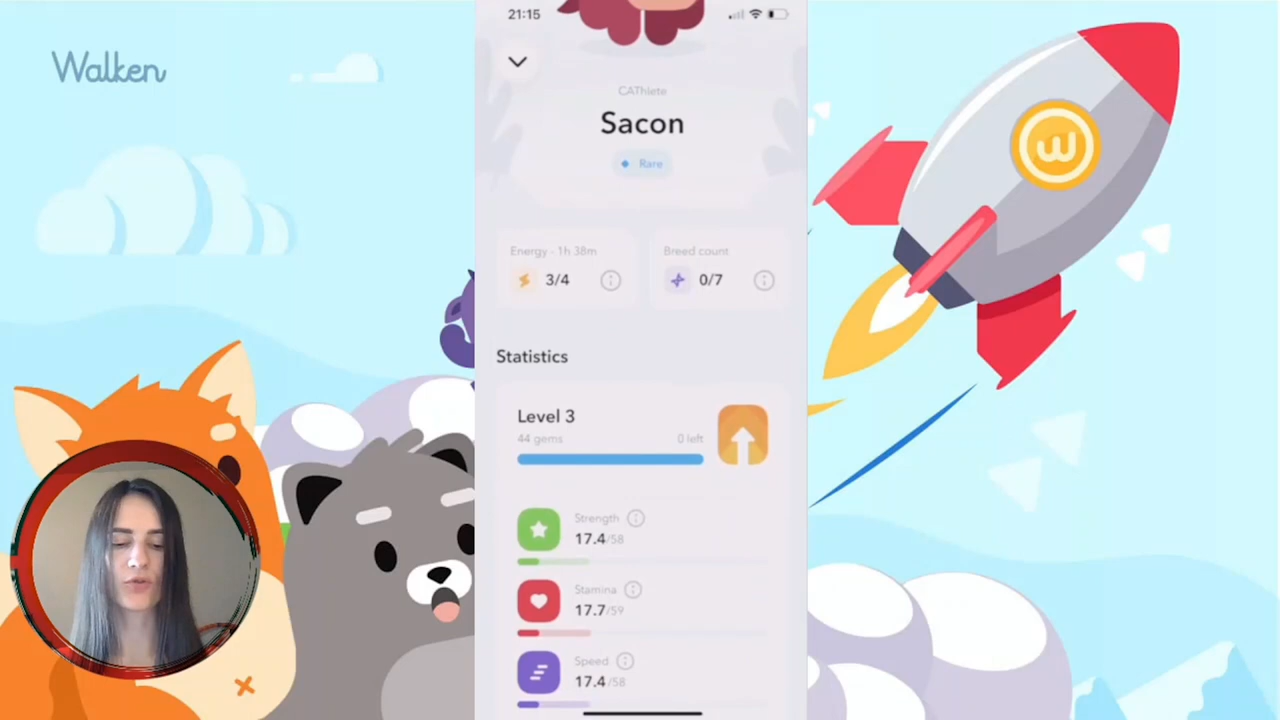 Walken
21:15
CAThlete
Sacon
Rare
Energy - 1h 38m
3/4
Breed count
0/7
Statistics
Level 3
44 gems
0 left
Strength
17.4/58
Stamina
17.7/59
Speed
17.4/58
W